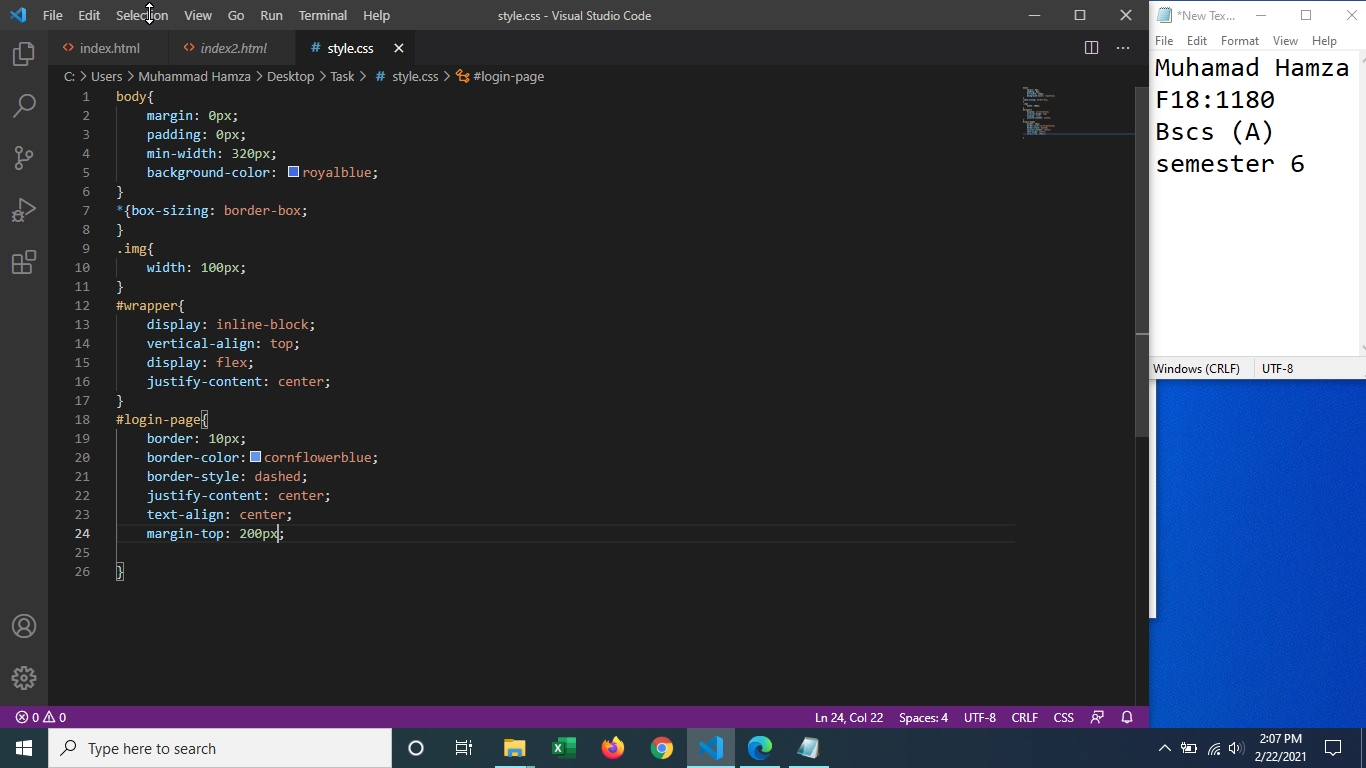 File Edit Selection View Go Run Terminal Help style.css - Visual Studio Code
*New Tex...
index.html index2.html # style.css
File Edit Format View Help
C: > Users > Muhammad Hamza > Desktop > Task > # style.css > #login-page
1 body{
2 margin: 0px;
3 padding: 0px;
4 min-width: 320px;
5 background-color: royalblue;
6 }
7 *{box-sizing: border-box;
8 }
9 .img{
10 width: 100px;
11 }
12 #wrapper{
13 display: inline-block;
14 vertical-align: top;
15 display: flex;
16 justify-content: center;
17 }
18 #login-page{
19 border: 10px;
20 border-color: cornflowerblue;
21 border-style: dashed;
22 justify-content: center;
23 text-align: center;
24 margin-top: 200px;
25
26 }
Muhamad Hamza
F18:1180
Bscs (A)
semester 6
Windows (CRLF) UTF-8
0 0 Ln 24, Col 22 Spaces: 4 UTF-8 CRLF CSS
Type here to search
2:07 PM
2/22/2021